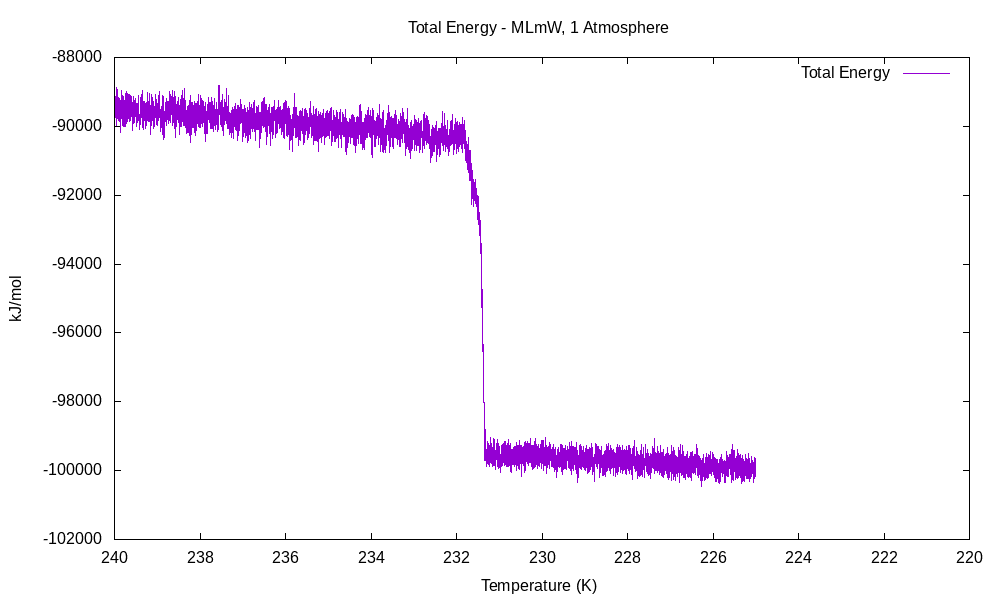 Total Energy - MLmW, 1 Atmosphere
-88000
Total Energy
-90000
-92000
-94000
kJ/mol
-96000
-98000
-100000
-102000
240 238 236 234 232 230 228 226 224 222 220
Temperature (K)